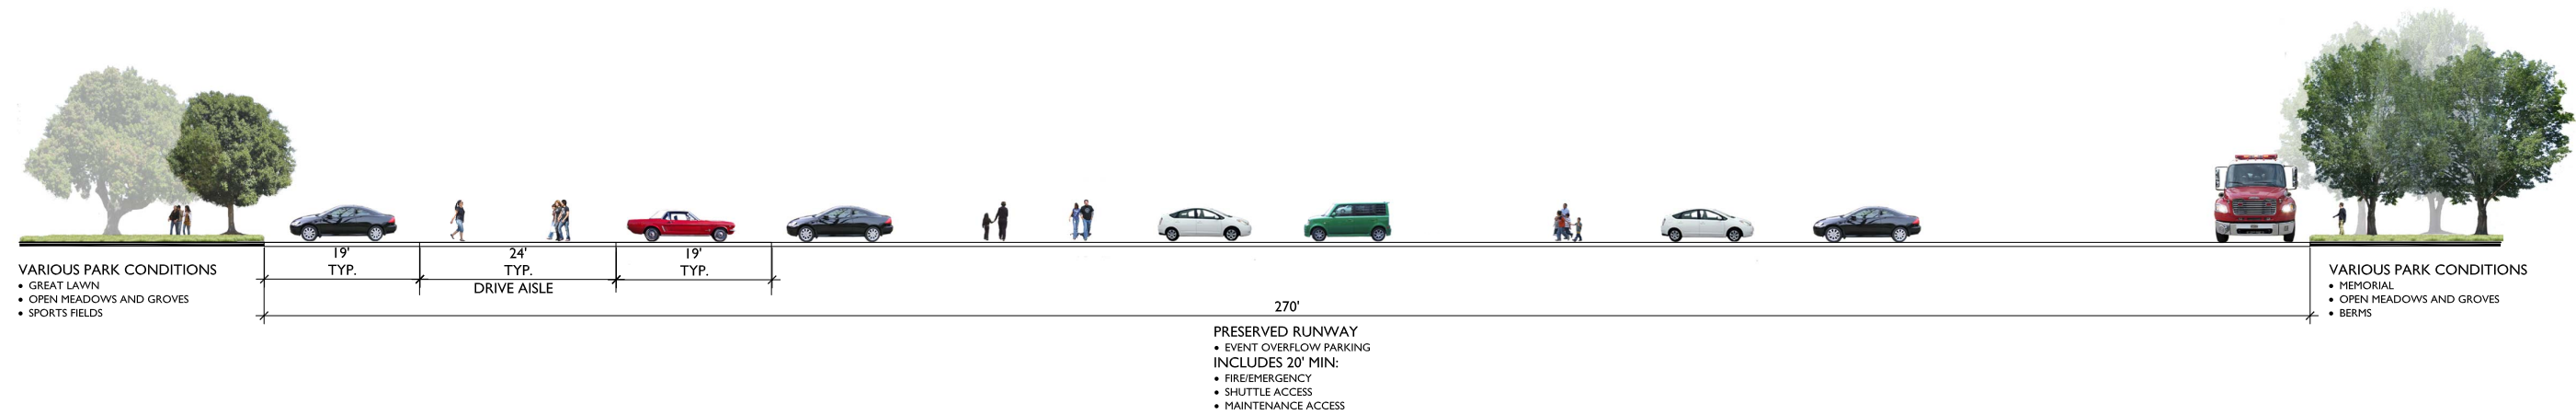 19'
TYP.
24'
TYP.
DRIVE AISLE
19'
TYP.
VARIOUS PARK CONDITIONS
• GREAT LAWN
• OPEN MEADOWS AND GROVES
• SPORTS FIELDS
270'
PRESERVED RUNWAY
• EVENT OVERFLOW PARKING
INCLUDES 20' MIN:
• FIRE/EMERGENCY
• SHUTTLE ACCESS
• MAINTENANCE ACCESS
VARIOUS PARK CONDITIONS
• MEMORIAL
• OPEN MEADOWS AND GROVES
• BERMS